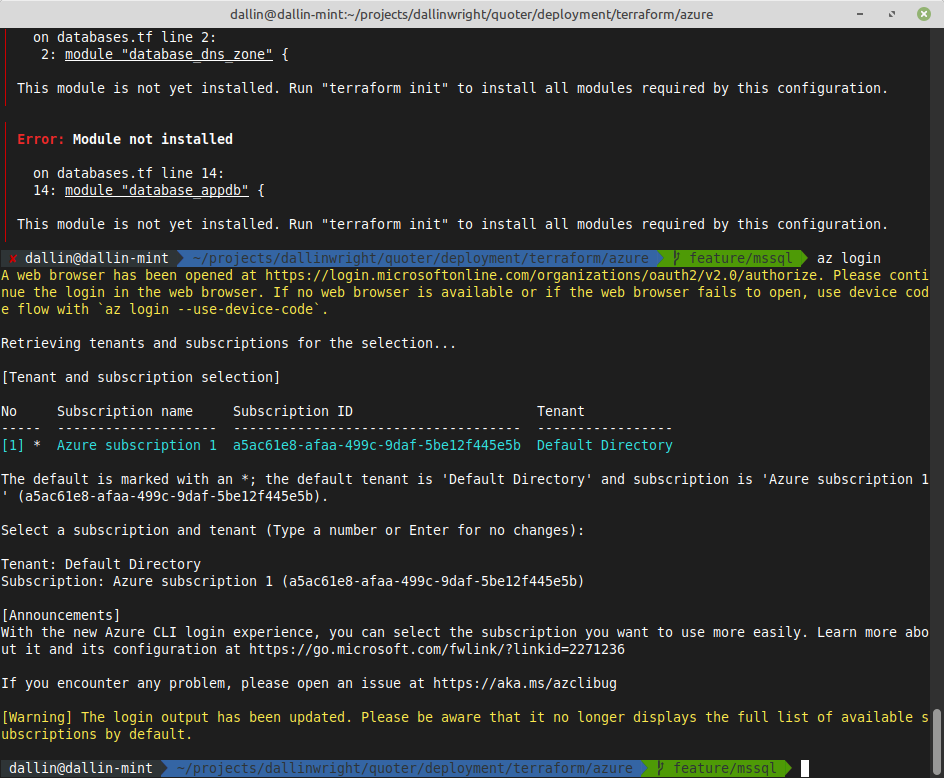 dallin@dallin-mint:~/projects/dallinwright/quoter/deployment/terraform/azure
on databases.tf line 2:
2: module "database_dns_zone" {
This module is not yet installed. Run "terraform init" to install all modules required by this configuration.
Error: Module not installed
on databases.tf line 14:
14: module "database_appdb" {
This module is not yet installed. Run "terraform init" to install all modules required by this configuration.
✗ dallin@dallin-mint ~/projects/dallinwright/quoter/deployment/terraform/azure feature/mssql az login
A web browser has been opened at https://login.microsoftonline.com/organizations/oauth2/v2.0/authorize. Please conti
nue the login in the web browser. If no web browser is available or if the web browser fails to open, use device cod
e flow with `az login --use-device-code`.
Retrieving tenants and subscriptions for the selection...
[Tenant and subscription selection]
No Subscription name Subscription ID Tenant
----- -------------------- ------------------------------------ -----------------
[1] * Azure subscription 1 a5ac61e8-afaa-499c-9daf-5be12f445e5b Default Directory
The default is marked with an *; the default tenant is 'Default Directory' and subscription is 'Azure subscription 1
' (a5ac61e8-afaa-499c-9daf-5be12f445e5b).
Select a subscription and tenant (Type a number or Enter for no changes):
Tenant: Default Directory
Subscription: Azure subscription 1 (a5ac61e8-afaa-499c-9daf-5be12f445e5b)
[Announcements]
With the new Azure CLI login experience, you can select the subscription you want to use more easily. Learn more abo
ut it and its configuration at https://go.microsoft.com/fwlink/?linkid=2271236
If you encounter any problem, please open an issue at https://aka.ms/azclibug
[Warning] The login output has been updated. Please be aware that it no longer displays the full list of available s
ubscriptions by default.
dallin@dallin-mint ~/projects/dallinwright/quoter/deployment/terraform/azure feature/mssql